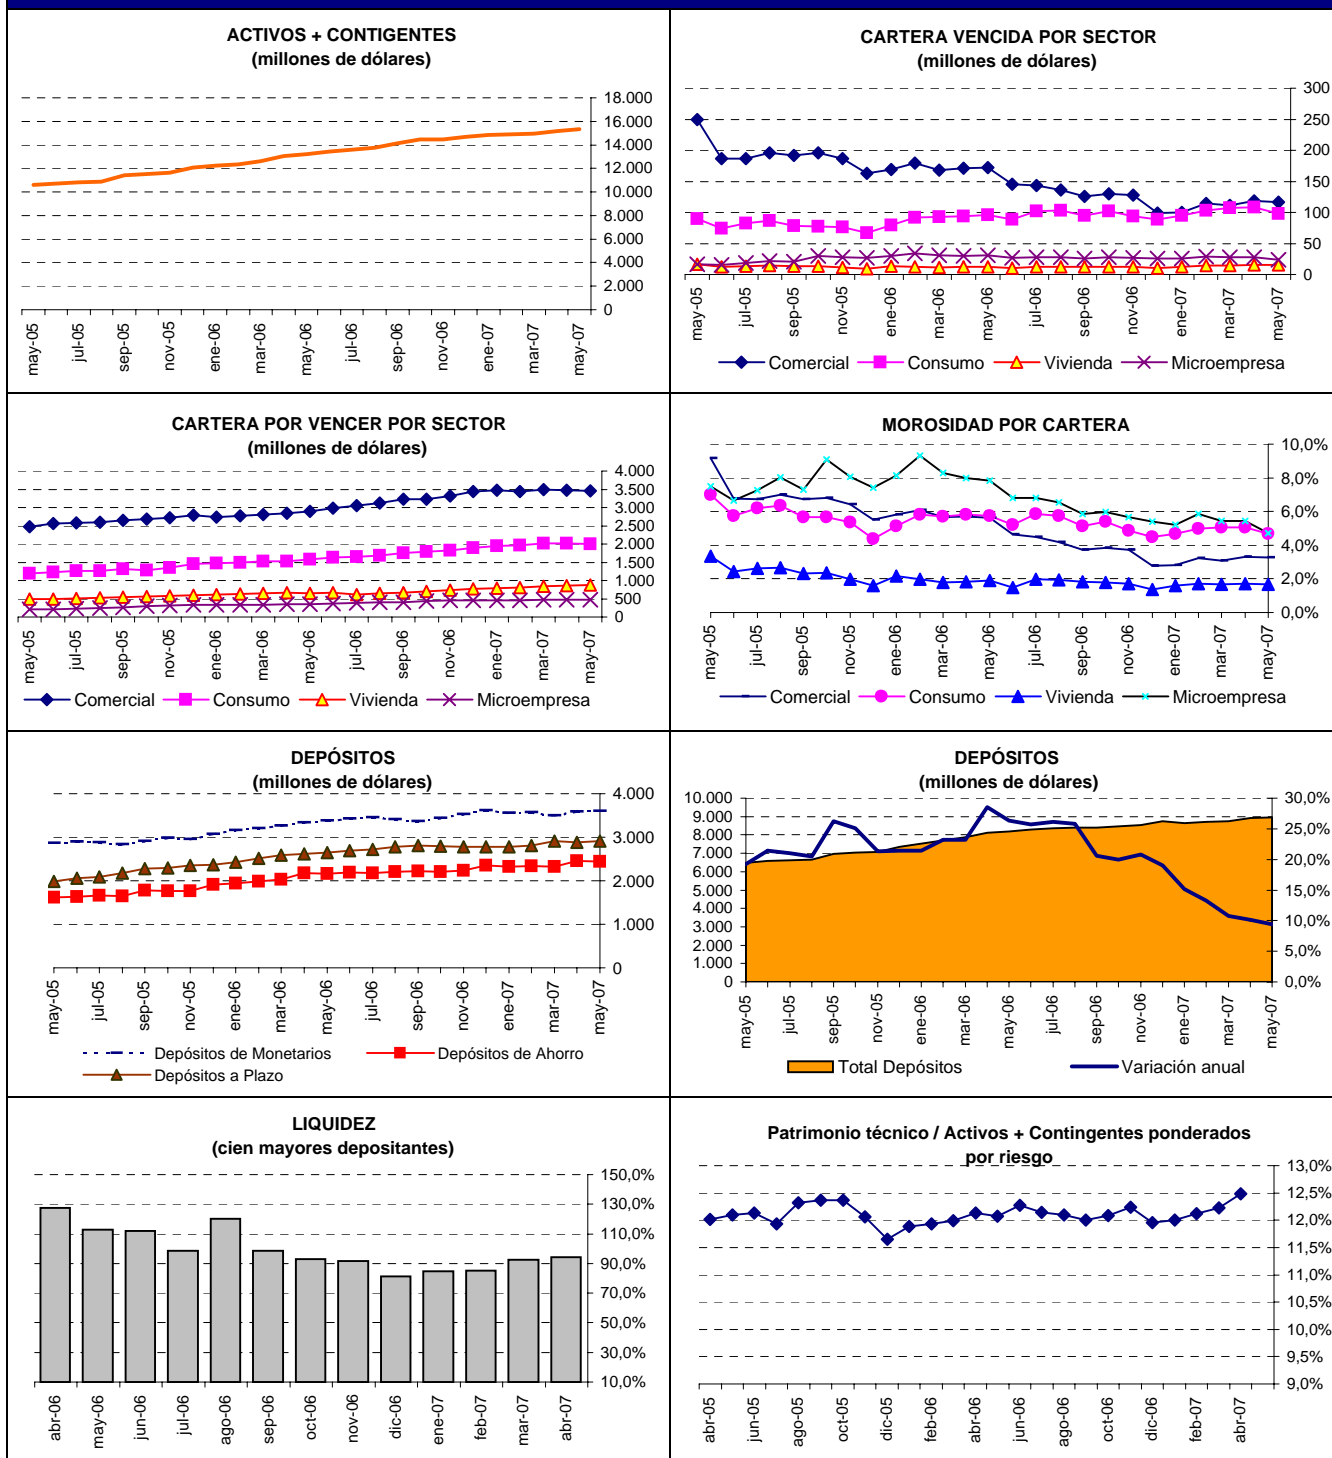 ACTIVOS + CONTIGENTES
(millones de dólares)
18.000
16.000
14.000
12.000
10.000
8.000
6.000
4.000
2.000
0
may-05
jul-05
sep-05
nov-05
ene-06
mar-06
may-06
jul-06
sep-06
nov-06
ene-07
mar-07
may-07
CARTERA VENCIDA POR SECTOR
(millones de dólares)
300
250
200
150
100
50
0
may-05
jul-05
sep-05
nov-05
ene-06
mar-06
may-06
jul-06
sep-06
nov-06
ene-07
mar-07
may-07
Comercial Consumo Vivienda Microempresa
CARTERA POR VENCER POR SECTOR
(millones de dólares)
4.000
3.500
3.000
2.500
2.000
1.500
1.000
500
0
may-05
jul-05
sep-05
nov-05
ene-06
mar-06
may-06
jul-06
sep-06
nov-06
ene-07
mar-07
may-07
Comercial Consumo Vivienda Microempresa
MOROSIDAD POR CARTERA
10,0%
8,0%
6,0%
4,0%
2,0%
0,0%
may-05
jul-05
sep-05
nov-05
ene-06
mar-06
may-06
jul-06
sep-06
nov-06
ene-07
mar-07
may-07
Comercial Consumo Vivienda Microempresa
DEPÓSITOS
(millones de dólares)
4.000
3.000
2.000
1.000
0
may-05
jul-05
sep-05
nov-05
ene-06
mar-06
may-06
jul-06
sep-06
nov-06
ene-07
mar-07
may-07
Depósitos de Monetarios Depósitos de Ahorro
Depósitos a Plazo
DEPÓSITOS
(millones de dólares)
10.000
9.000
8.000
7.000
6.000
5.000
4.000
3.000
2.000
1.000
0
30,0%
25,0%
20,0%
15,0%
10,0%
5,0%
0,0%
may-05
jul-05
sep-05
nov-05
ene-06
mar-06
may-06
jul-06
sep-06
nov-06
ene-07
mar-07
may-07
Total Depósitos Variación anual
LIQUIDEZ
(cien mayores depositantes)
150,0%
130,0%
110,0%
90,0%
70,0%
50,0%
30,0%
10,0%
abr-06
may-06
jun-06
jul-06
ago-06
sep-06
oct-06
nov-06
dic-06
ene-07
feb-07
mar-07
abr-07
Patrimonio técnico / Activos + Contingentes ponderados
por riesgo
13,0%
12,5%
12,0%
11,5%
11,0%
10,5%
10,0%
9,5%
9,0%
abr-05
jun-05
ago-05
oct-05
dic-05
feb-06
abr-06
jun-06
ago-06
oct-06
dic-06
feb-07
abr-07